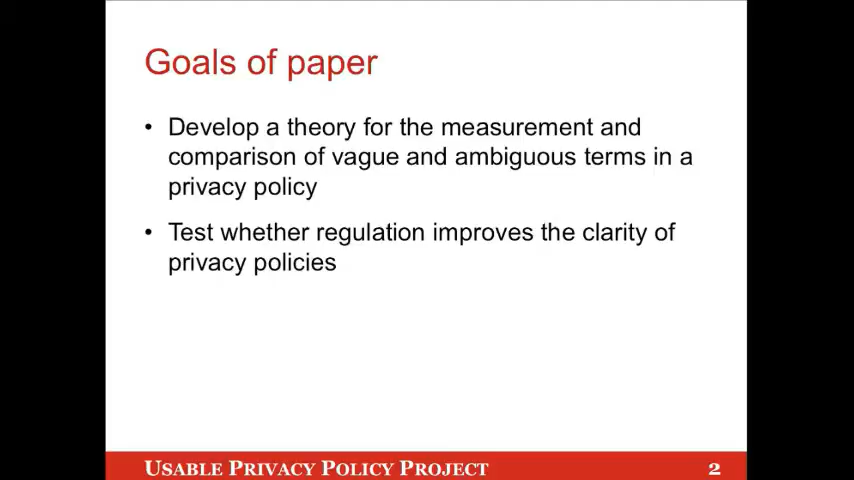 Goals of paper
• Develop a theory for the measurement and
comparison of vague and ambiguous terms in a
privacy policy
• Test whether regulation improves the clarity of
privacy policies
USABLE PRIVACY POLICY PROJECT 2